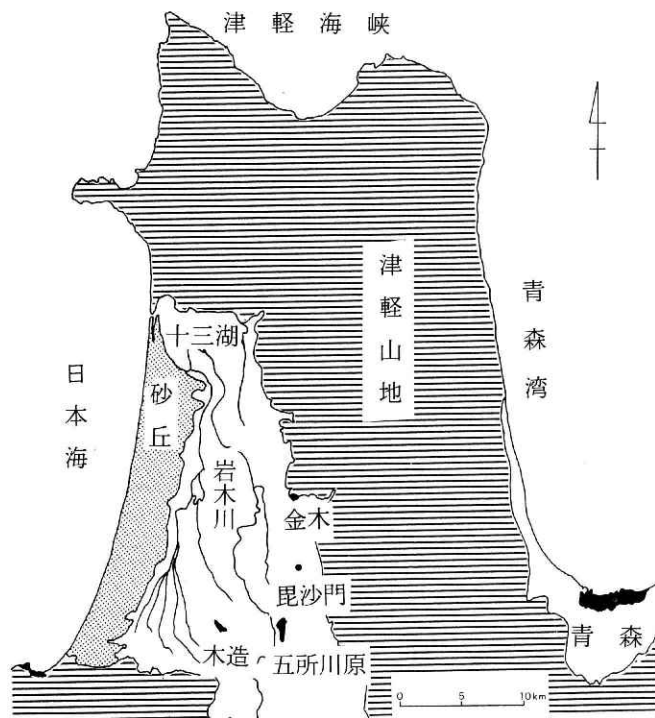 津軽海峡
津軽山地
青森湾
十三湖
日本海
砂丘
岩木川
金木
毘沙門
木造
五所川原
青森
0 5 10km